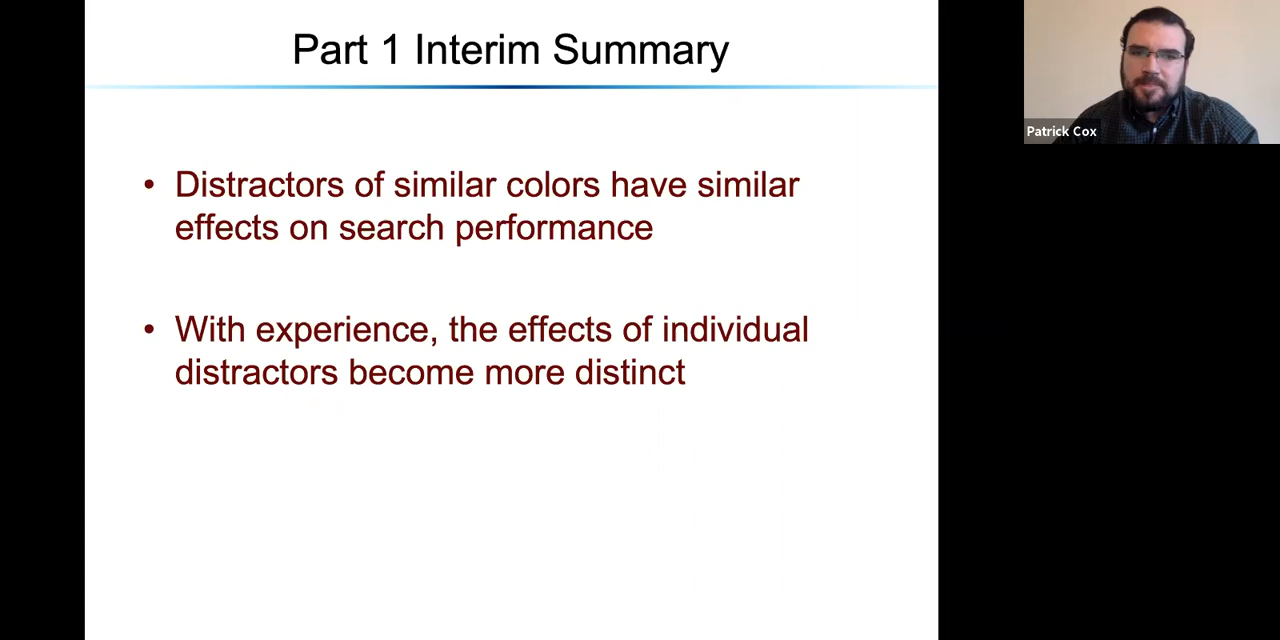 Part 1 Interim Summary
• Distractors of similar colors have similar
effects on search performance
• With experience, the effects of individual
distractors become more distinct
Patrick Cox